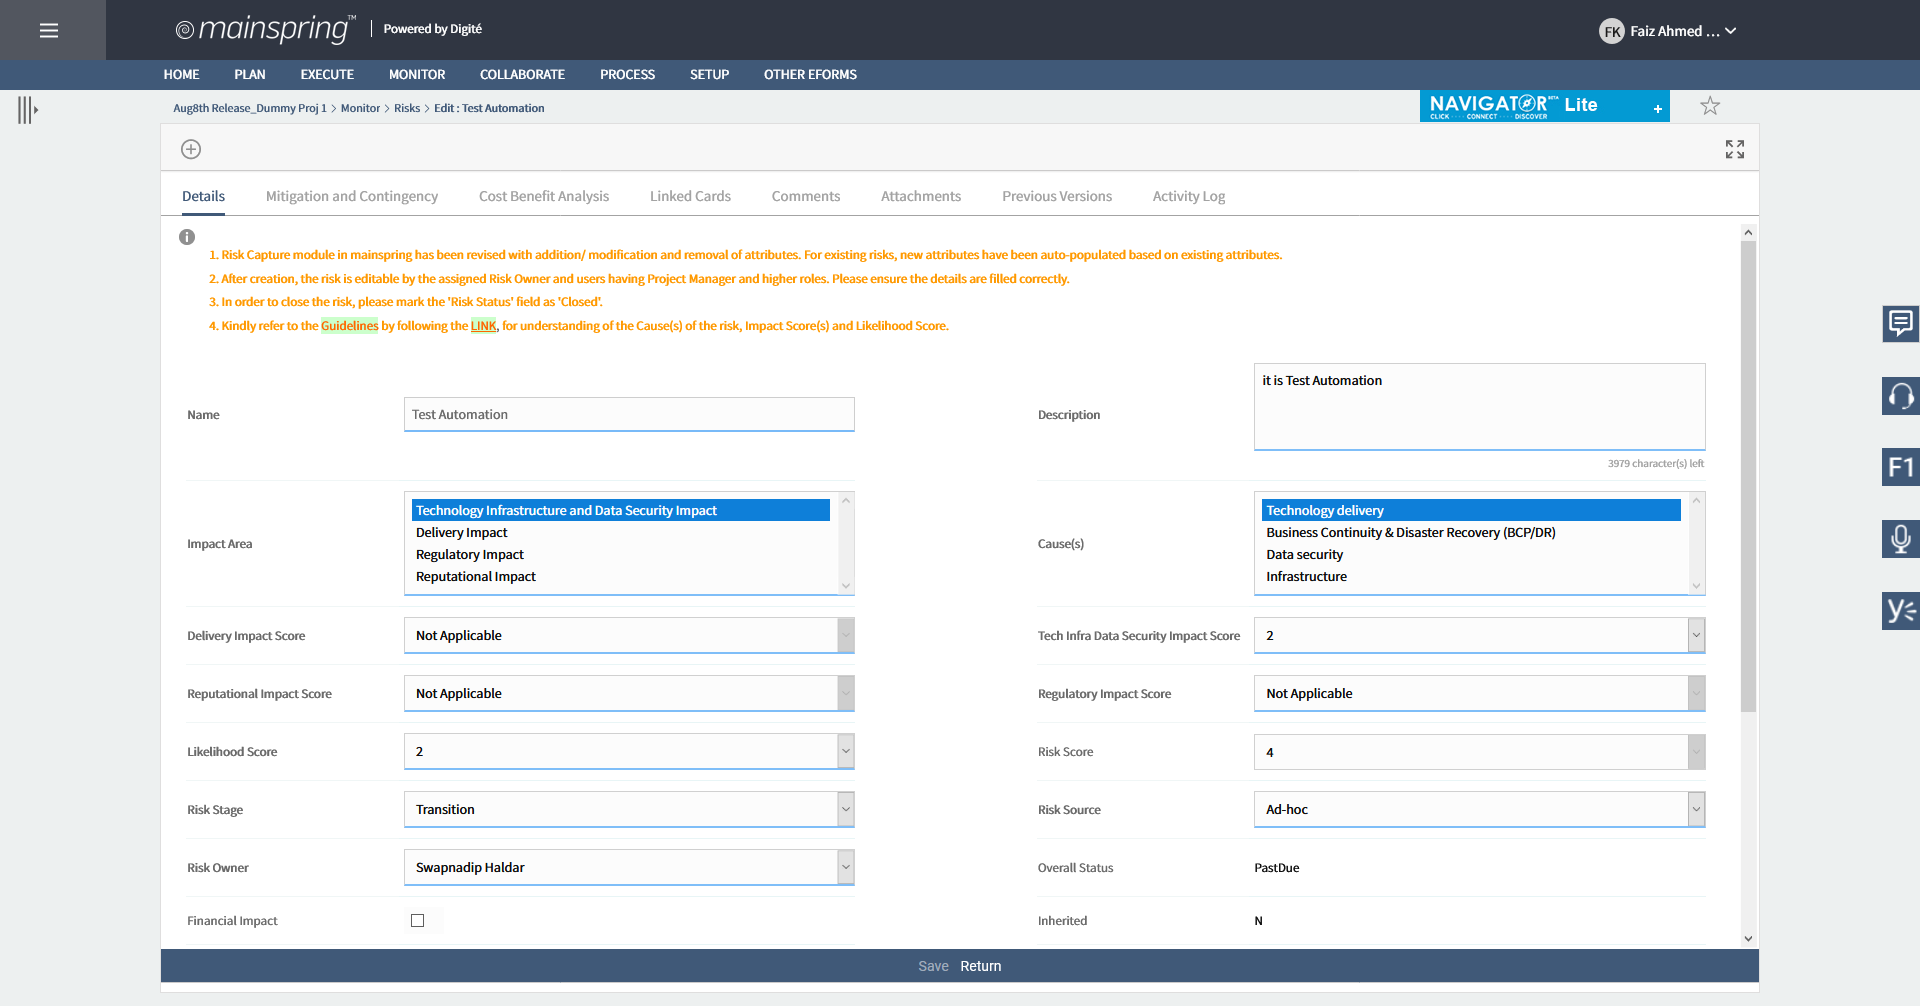 mainspring™ Powered by Digité
FK Faiz Ahmed ...
HOME PLAN EXECUTE MONITOR COLLABORATE PROCESS SETUP OTHER EFORMS
Aug8th Release_Dummy Proj 1 > Monitor > Risks > Edit : Test Automation
NAVIGATOR BETA Lite +
CLICK ···· CONNECT ···· DISCOVER
Details Mitigation and Contingency Cost Benefit Analysis Linked Cards Comments Attachments Previous Versions Activity Log
1. Risk Capture module in mainspring has been revised with addition/ modification and removal of attributes. For existing risks, new attributes have been auto-populated based on existing attributes.
2. After creation, the risk is editable by the assigned Risk Owner and users having Project Manager and higher roles. Please ensure the details are filled correctly.
3. In order to close the risk, please mark the 'Risk Status' field as 'Closed'.
4. Kindly refer to the Guidelines by following the LINK, for understanding of the Cause(s) of the risk, Impact Score(s) and Likelihood Score.
Name Test Automation
Description it is Test Automation
3979 character(s) left
Impact Area
Technology Infrastructure and Data Security Impact
Delivery Impact
Regulatory Impact
Reputational Impact
Cause(s)
Technology delivery
Business Continuity & Disaster Recovery (BCP/DR)
Data security
Infrastructure
Delivery Impact Score Not Applicable
Tech Infra Data Security Impact Score 2
Reputational Impact Score Not Applicable
Regulatory Impact Score Not Applicable
Likelihood Score 2
Risk Score 4
Risk Stage Transition
Risk Source Ad-hoc
Risk Owner Swapnadip Haldar
Overall Status PastDue
Financial Impact
Inherited N
Save Return
F1
y